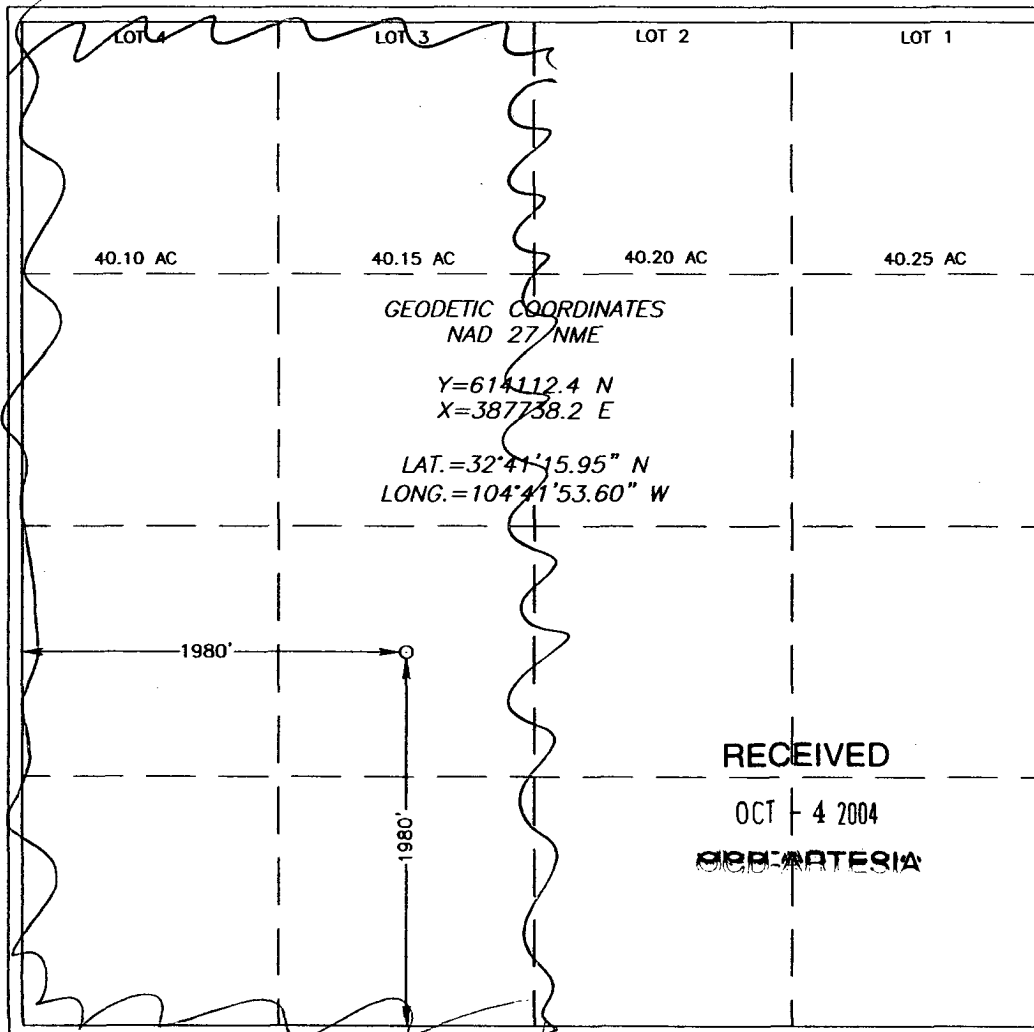 LOT 4 LOT 3 LOT 2 LOT 1
40.10 AC 40.15 AC 40.20 AC 40.25 AC
GEODETIC COORDINATES
NAD 27 NME
Y=614112.4 N
X=387738.2 E
LAT.=32°41'15.95" N
LONG.=104°41'53.60" W
1980'
1980'
RECEIVED
OCT - 4 2004
OCD-ARTESIA